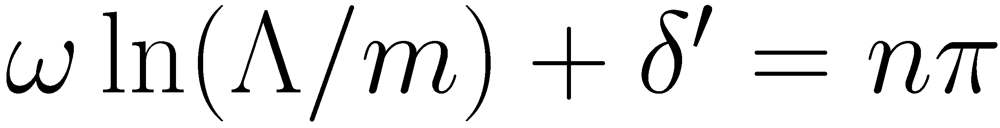 ω ln(Λ/m) + δ′ = nπ